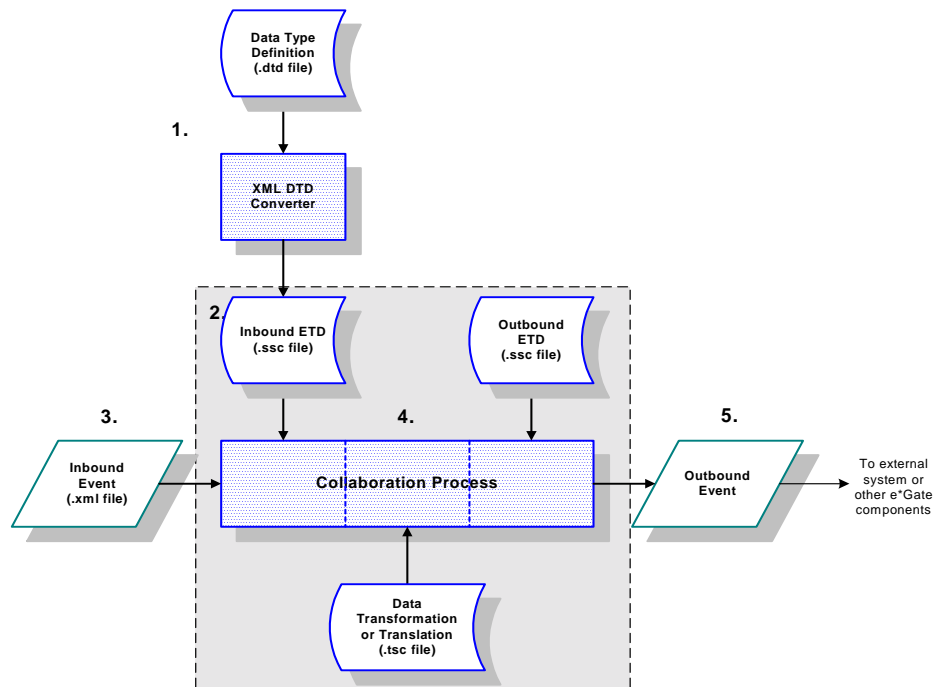 Data Type
Definition
(.dtd file)
1.
XML DTD
Converter
2.
Inbound ETD
(.ssc file)
Outbound
ETD
(.ssc file)
3.
4.
5.
Inbound
Event
(.xml file)
Collaboration Process
Outbound
Event
To external
system or
other e*Gate
components
Data
Transformation
or Translation
(.tsc file)